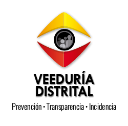 VEEDURÍA
DISTRITAL
Prevención • Transparencia • Incidencia